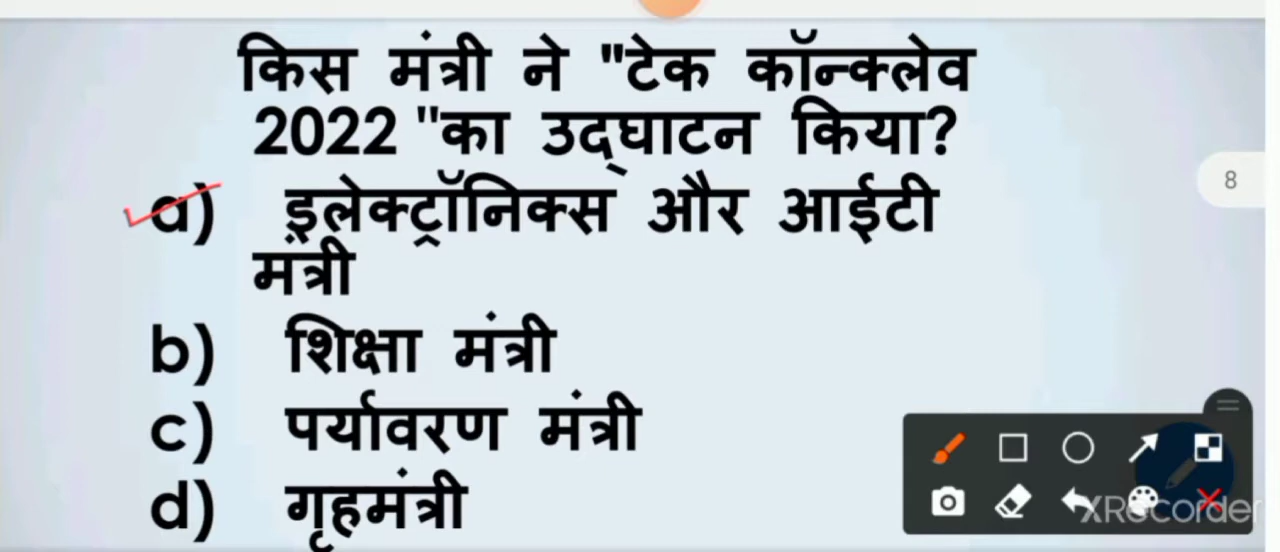 किस मंत्री ने "टेक कॉन्क्लेव
2022 "का उद्घाटन किया?
8
a) इलेक्ट्रॉनिक्स और आईटी
मंत्री
b) शिक्षा मंत्री
c) पर्यावरण मंत्री
d) गृहमंत्री
XRecorder